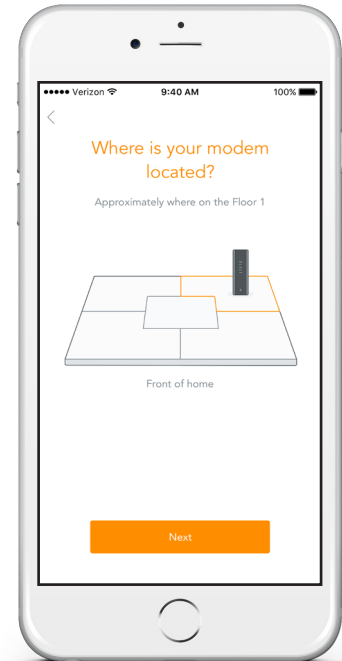 Verizon 9:40 AM 100%
Where is your modem
located?
Approximately where on the Floor 1
Front of home
Next